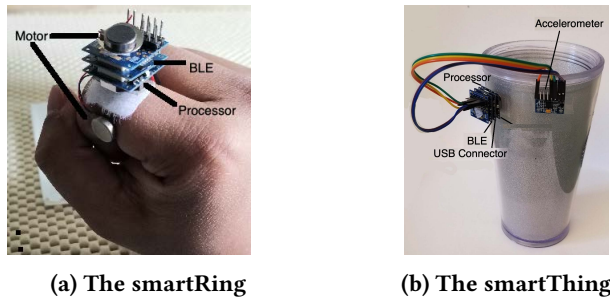 Motor
BLE
Processor
(a) The smartRing
Accelerometer
Processor
BLE
USB Connector
(b) The smartThing